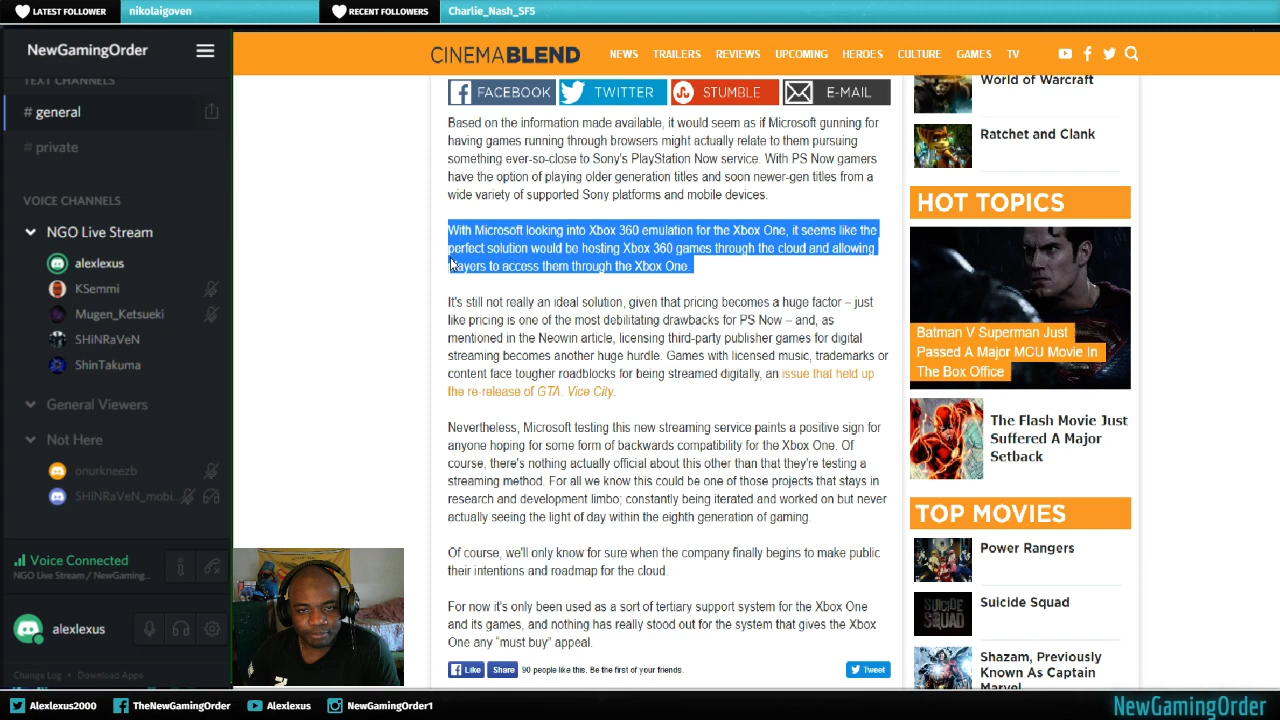 LATEST FOLLOWER
nikolaigoven
RECENT FOLLOWERS
Charlie_Nash_SF5
NewGamingOrder
TEXT CHANNELS
# general
# private
VOICE CHANNELS
NGO Live Stream
alexlexus
KSemmi
Mugen_Ketsueki
SHiNRaVeN
ShinTakuma
General Viewers
Not Here
onurkneezb
SHiNRaVeN_mobi...
Voice Connected
NGO Live Stream / NewGaming...
alexlexus
Change Log • Download Apps
CINEMABLEND
NEWS TRAILERS REVIEWS UPCOMING HEROES CULTURE GAMES TV
FACEBOOK TWITTER STUMBLE E-MAIL
Based on the information made available, it would seem as if Microsoft gunning for
having games running through browsers might actually relate to them pursuing
something ever-so-close to Sony's PlayStation Now service. With PS Now gamers
have the option of playing older generation titles and soon newer-gen titles from a
wide variety of supported Sony platforms and mobile devices.
With Microsoft looking into Xbox 360 emulation for the Xbox One, it seems like the
perfect solution would be hosting Xbox 360 games through the cloud and allowing
players to access them through the Xbox One.
It's still not really an ideal solution, given that pricing becomes a huge factor – just
like pricing is one of the most debilitating drawbacks for PS Now – and, as
mentioned in the Neowin article, licensing third-party publisher games for digital
streaming becomes another huge hurdle. Games with licensed music, trademarks or
content face tougher roadblocks for being streamed digitally, an issue that held up
the re-release of GTA: Vice City.
Nevertheless, Microsoft testing this new streaming service paints a positive sign for
anyone hoping for some form of backwards compatibility for the Xbox One. Of
course, there's nothing actually official about this other than that they're testing a
streaming method. For all we know this could be one of those projects that stays in
research and development limbo; constantly being iterated and worked on but never
actually seeing the light of day within the eighth generation of gaming.
Of course, we'll only know for sure when the company finally begins to make public
their intentions and roadmap for the cloud.
For now it's only been used as a sort of tertiary support system for the Xbox One
and its games, and nothing has really stood out for the system that gives the Xbox
One any “must buy” appeal.
Like Share 90 people like this. Be the first of your friends. Tweet
World of Warcraft
Ratchet and Clank
HOT TOPICS
Batman V Superman Just
Passed A Major MCU Movie In
The Box Office
The Flash Movie Just
Suffered A Major
Setback
TOP MOVIES
Power Rangers
SUICIDE SQUAD
Suicide Squad
Shazam, Previously
Known As Captain
Marvel
Alexlexus2000 TheNewGamingOrder Alexlexus NewGamingOrder1
NewGamingOrder